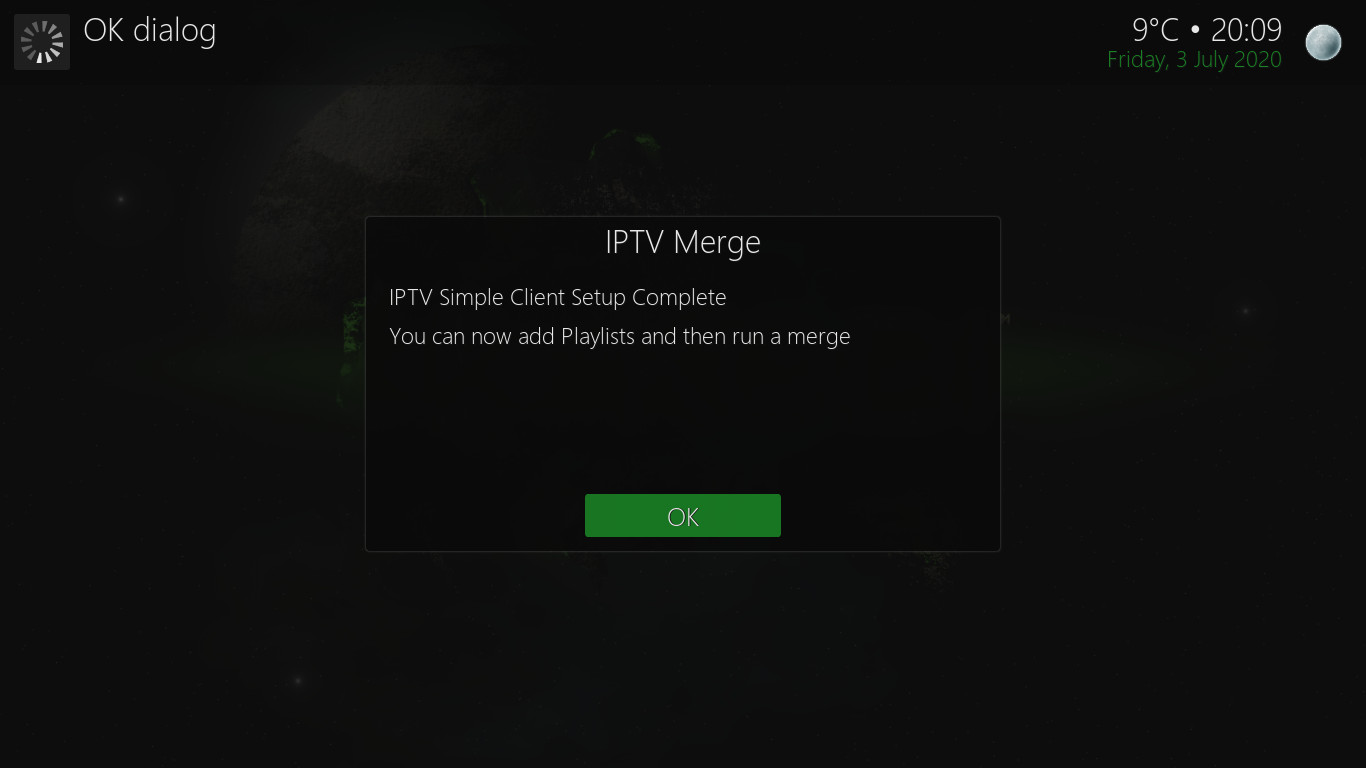 OK dialog
9°C • 20:09
Friday, 3 July 2020
IPTV Merge
IPTV Simple Client Setup Complete
You can now add Playlists and then run a merge
OK